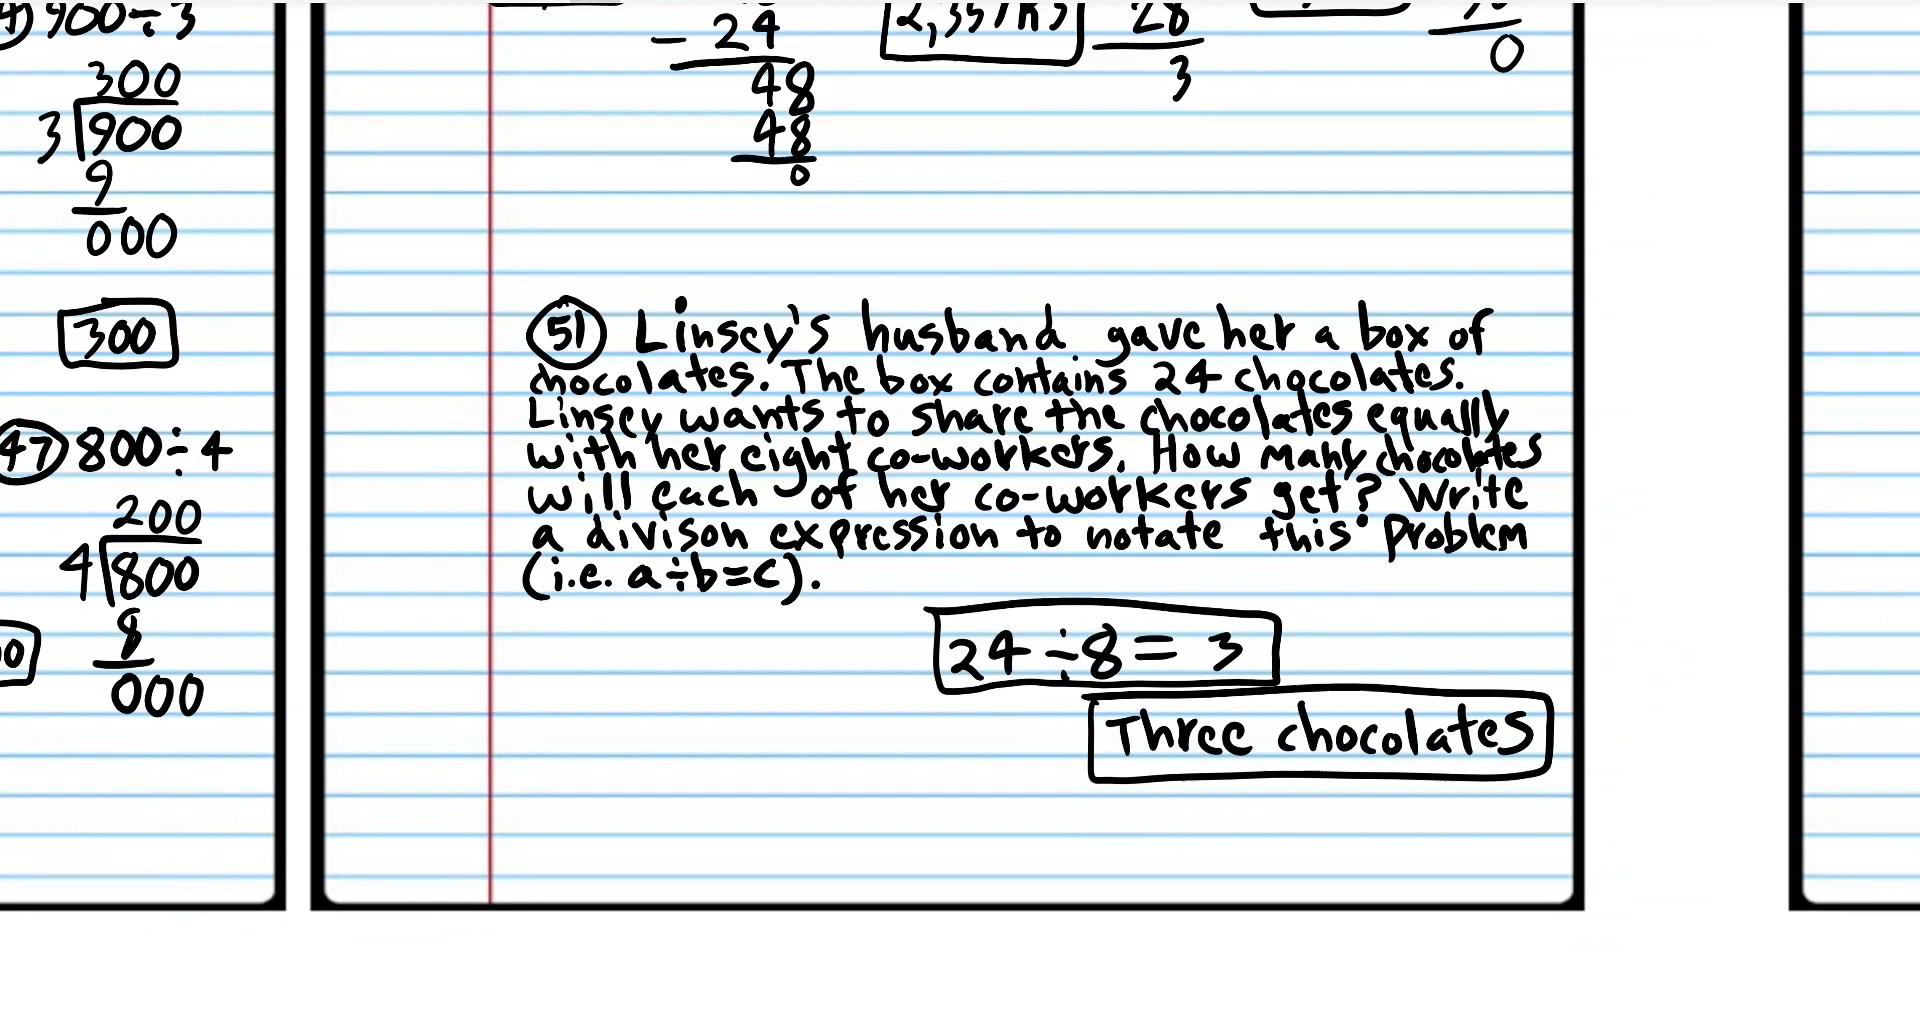 900÷3
300
3 900
9
000
300
47 800÷4
200
4 800
8
000
- 24
48
48
0
28
3
0
51 Linsey's husband gave her a box of
chocolates. The box contains 24 chocolates.
Linsey wants to share the chocolates equally
with her eight co-workers. How many chocolates
will each of her co-workers get? Write
a divison expression to notate this problem
(i.e. a÷b=c).
24÷8=3
Three chocolates